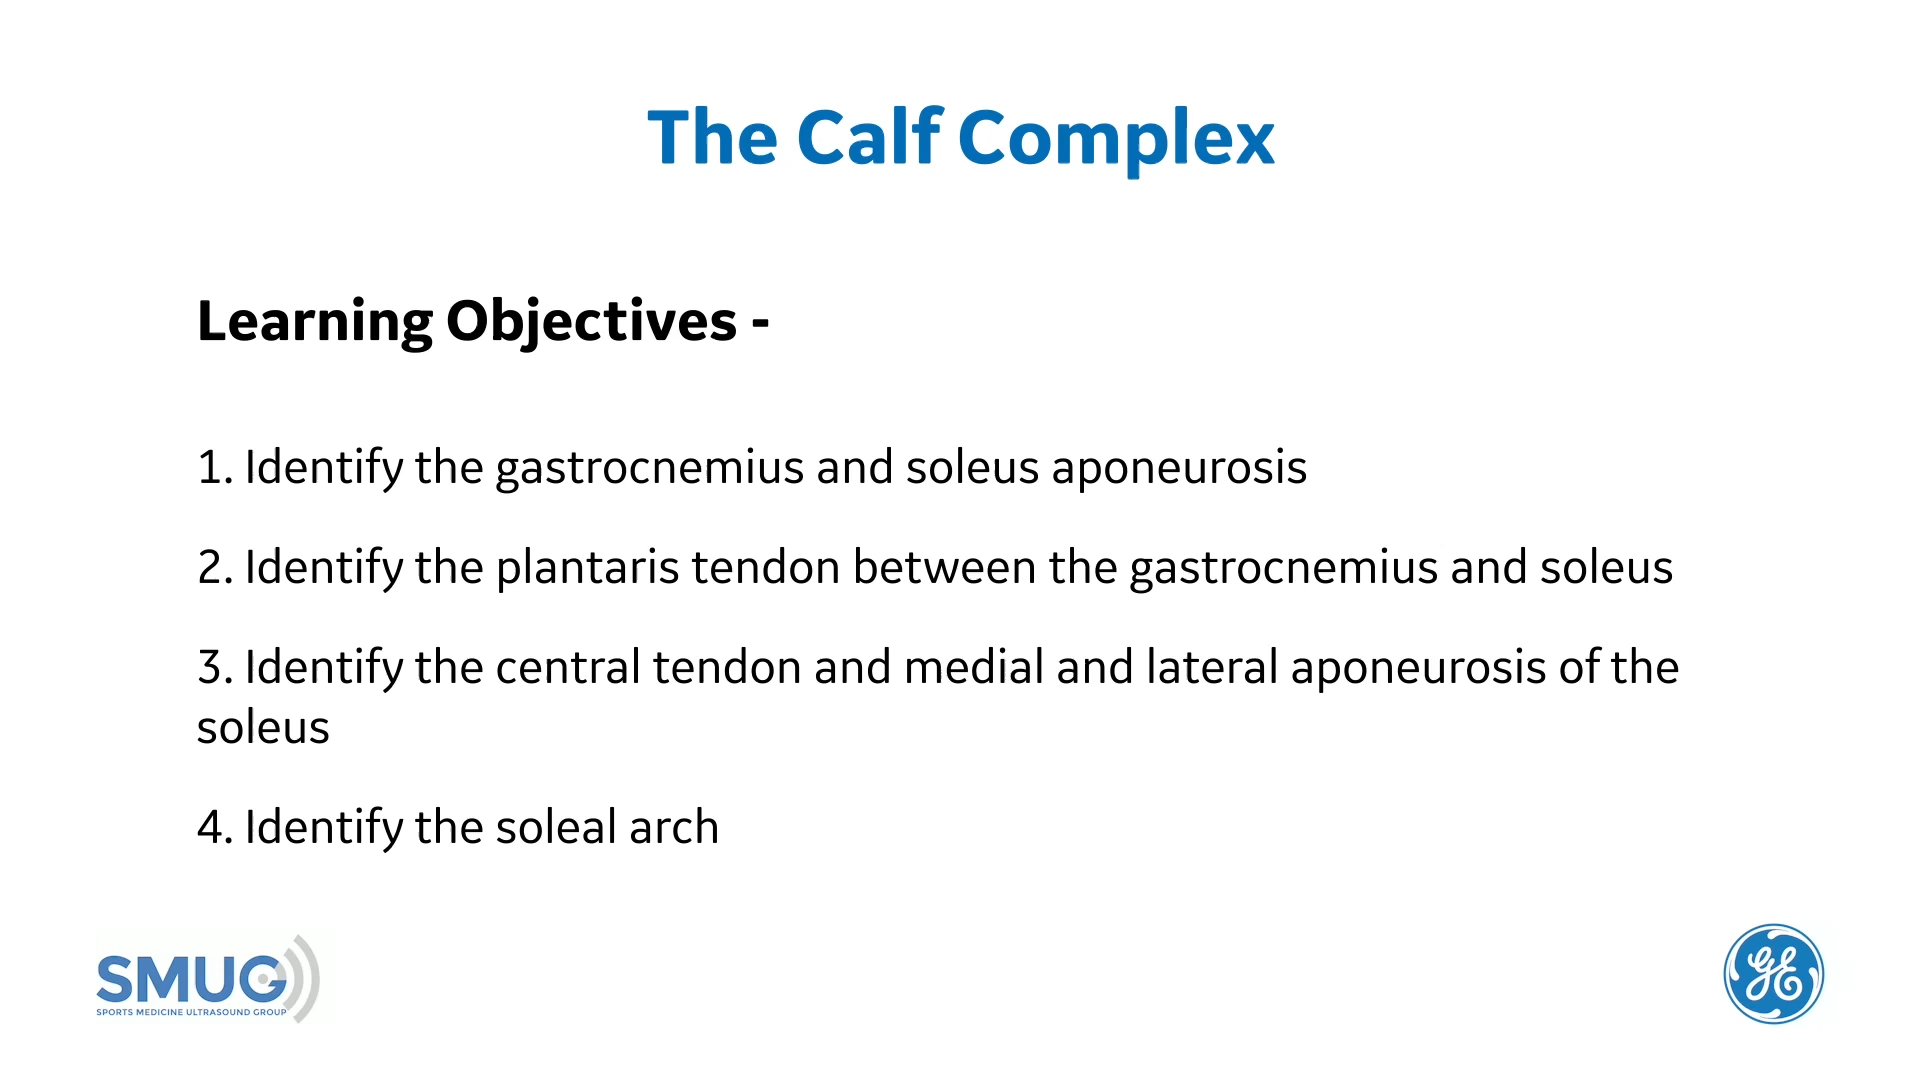 The Calf Complex
Learning Objectives -
1. Identify the gastrocnemius and soleus aponeurosis
2. Identify the plantaris tendon between the gastrocnemius and soleus
3. Identify the central tendon and medial and lateral aponeurosis of the
soleus
4. Identify the soleal arch
SMUG
SPORTS MEDICINE ULTRASOUND GROUP
GE